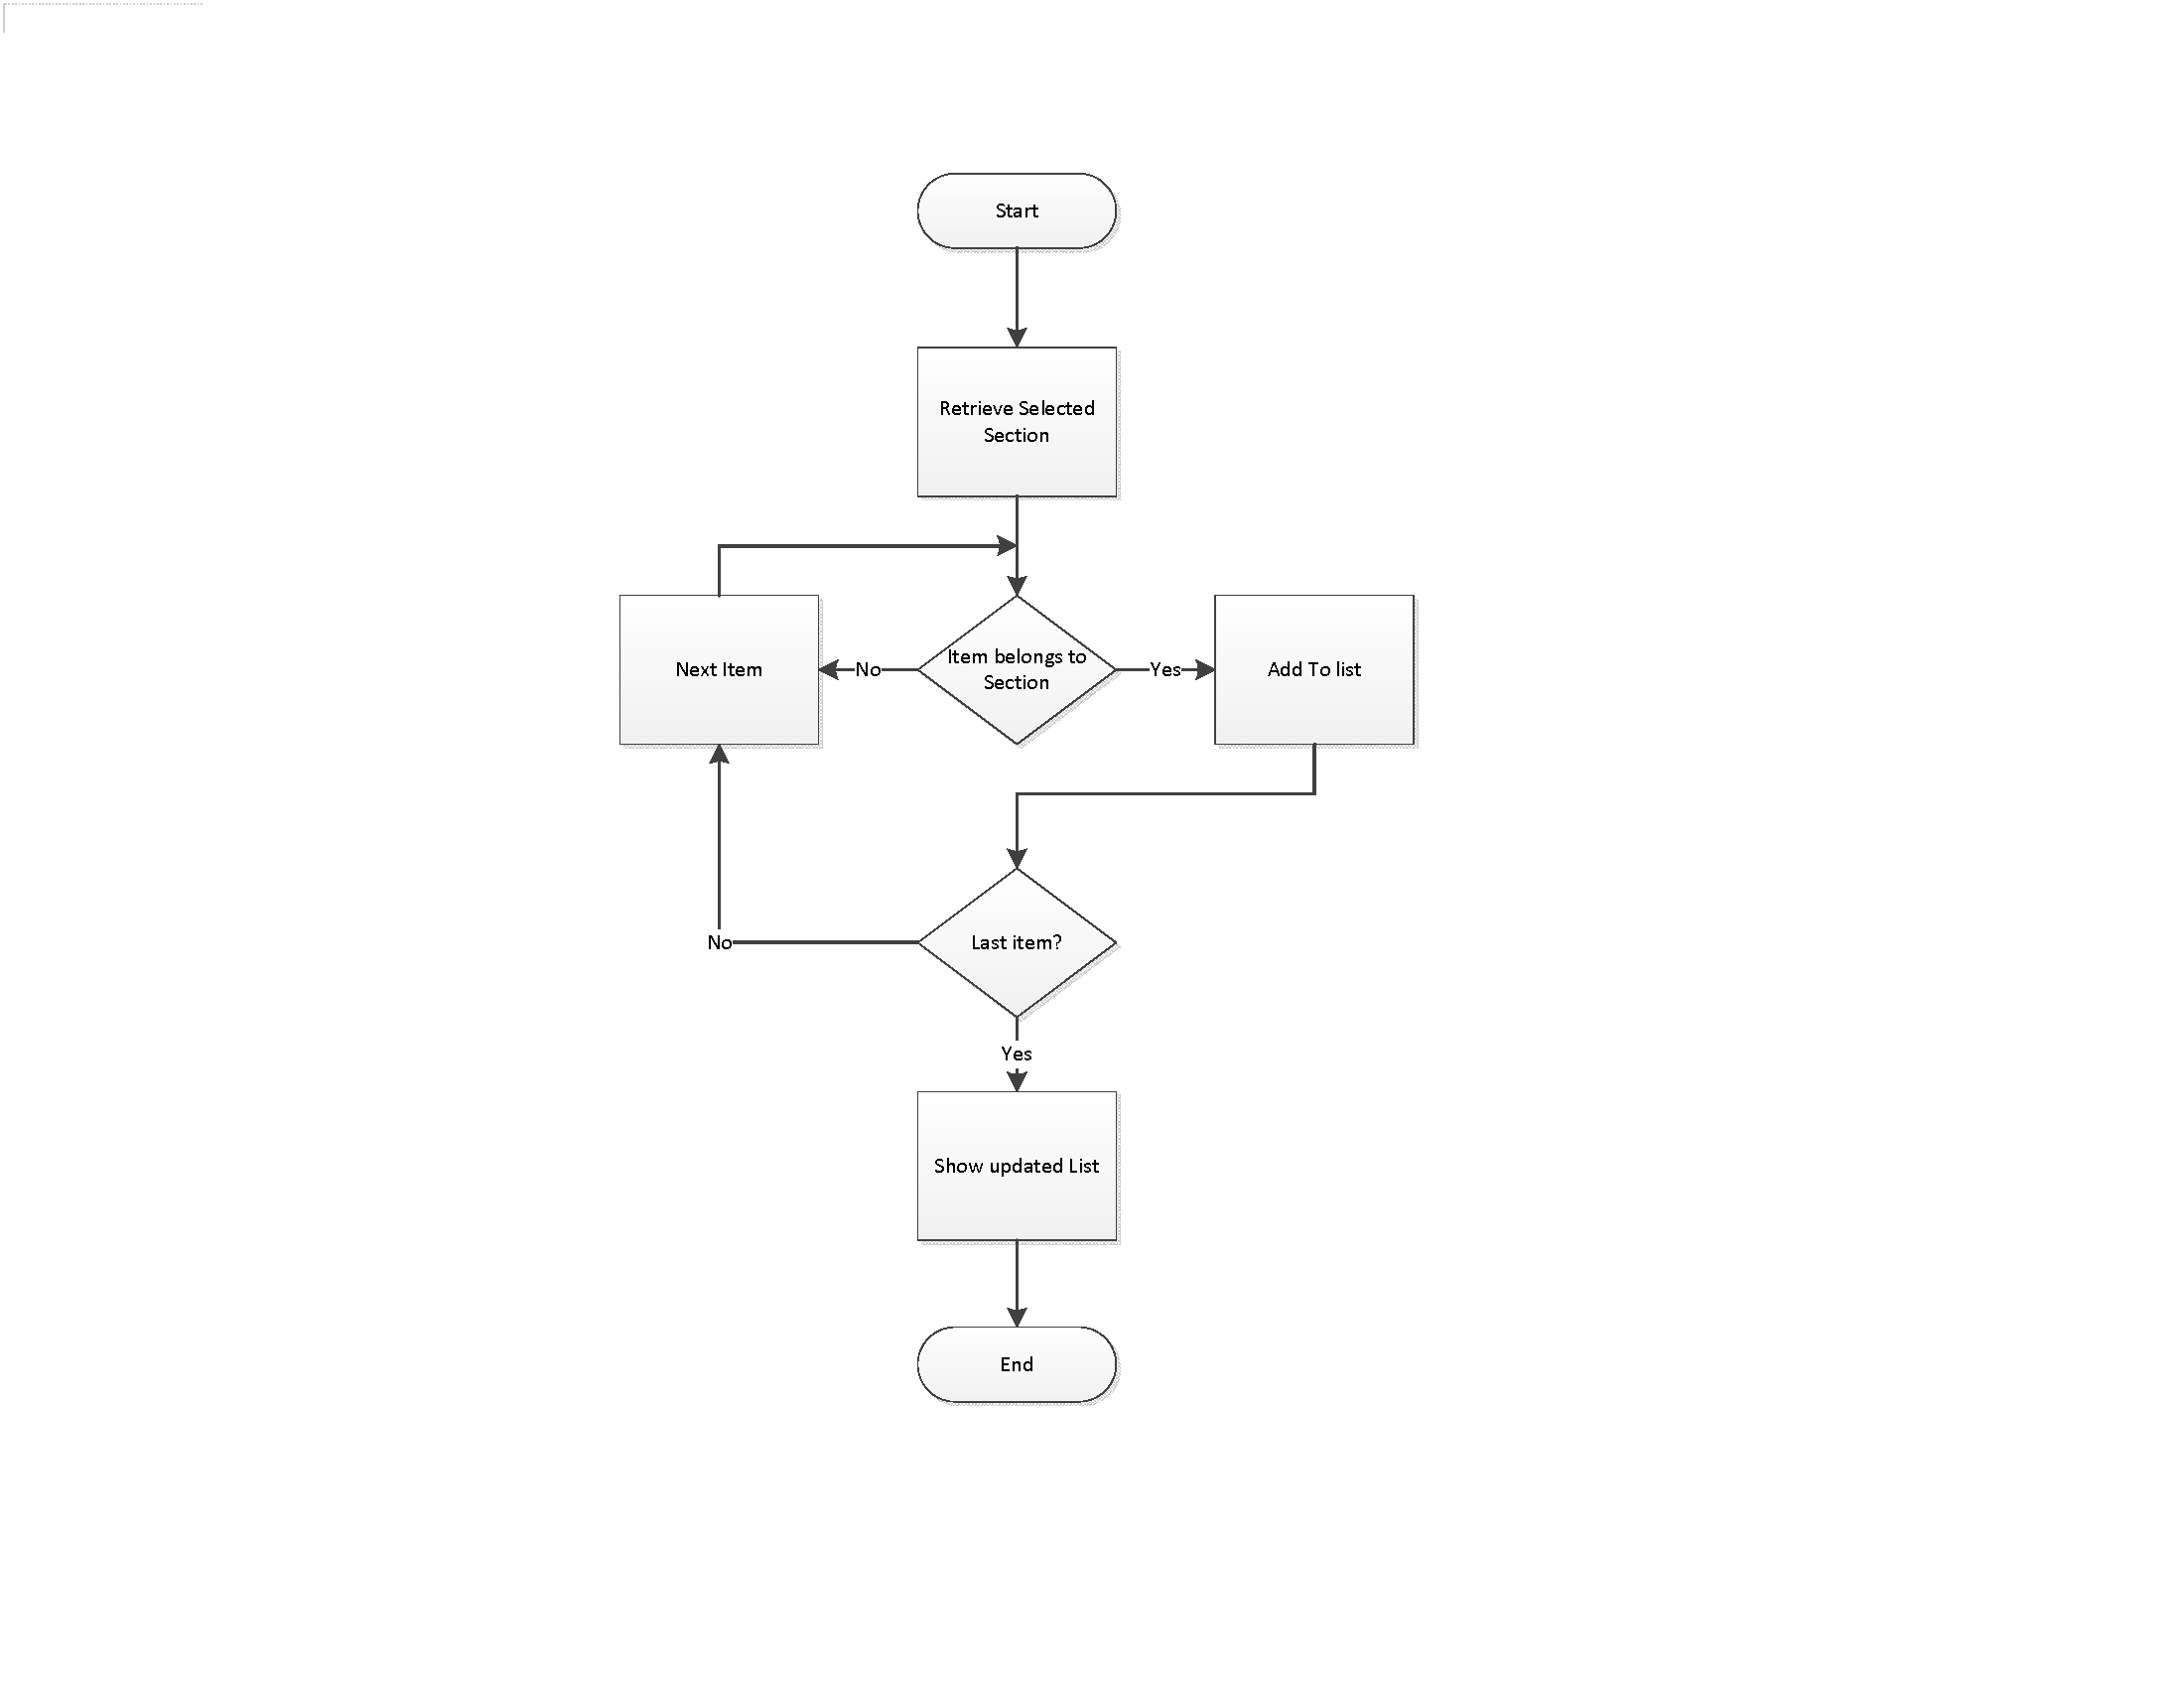 Start
Retrieve Selected
Section
Next Item
No
Item belongs to
Section
Yes
Add To list
No
Last item?
Yes
Show updated List
End